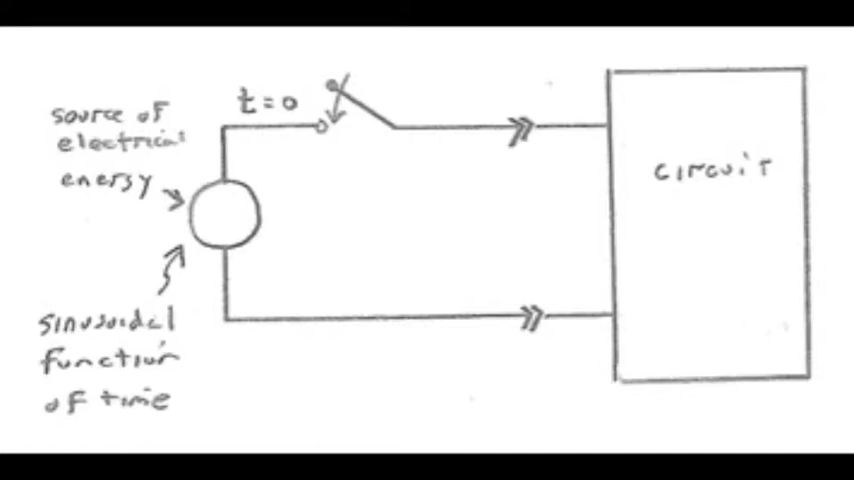 t=0
source of
electrical
energy
circuit
sinusoidal
function
of time